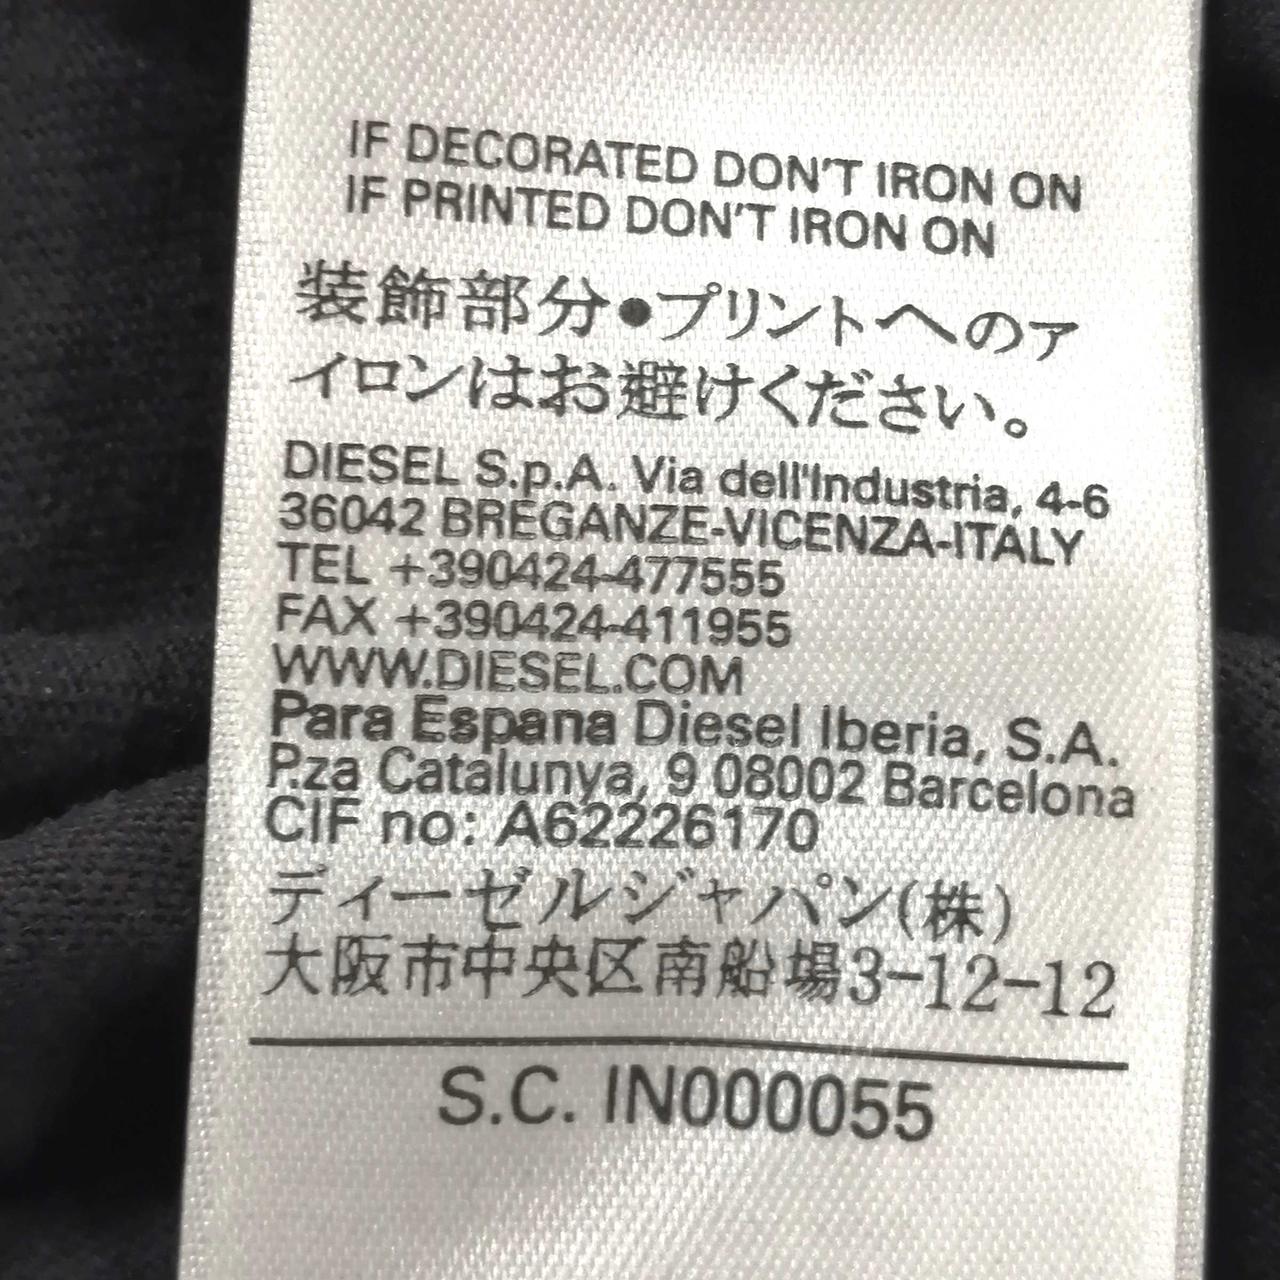 IF DECORATED DON'T IRON ON
IF PRINTED DON'T IRON ON
装飾部分●プリントへのア
イロンはお避けください。
DIESEL S.p.A. Via dell'Industria, 4-6
36042 BREGANZE-VICENZA-ITALY
TEL +390424-477555
FAX +390424-411955
WWW.DIESEL.COM
Para Espana Diesel Iberia, S.A.
P.za Catalunya, 9 08002 Barcelona
CIF no: A62226170
ディーゼルジャパン(株)
大阪市中央区南船場3-12-12
S.C. IN000055